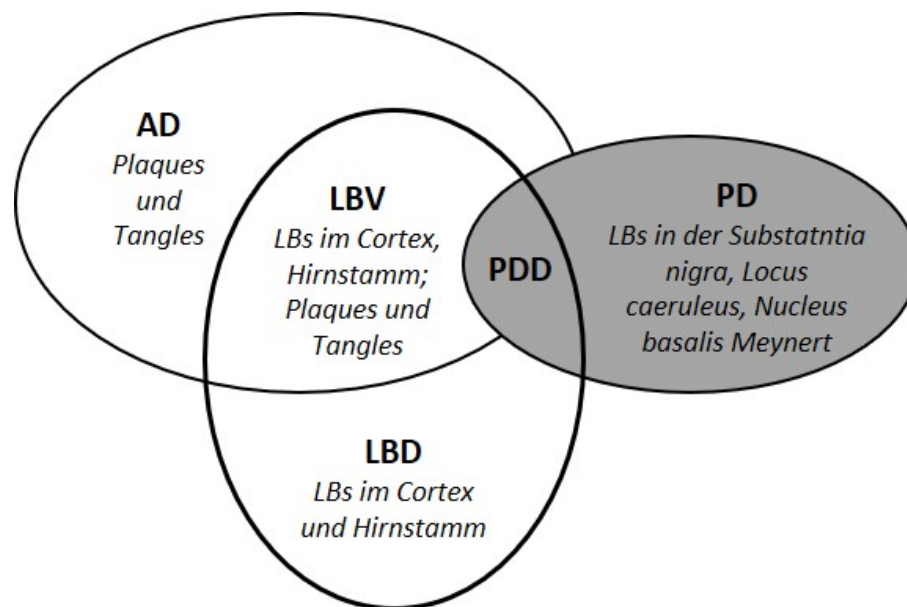 AD
Plaques
und
Tangles
LBV
LBs im Cortex,
Hirnstamm;
Plaques und
Tangles
PDD
PD
LBs in der Substatntia
nigra, Locus
caeruleus, Nucleus
basalis Meynert
LBD
LBs im Cortex
und Hirnstamm